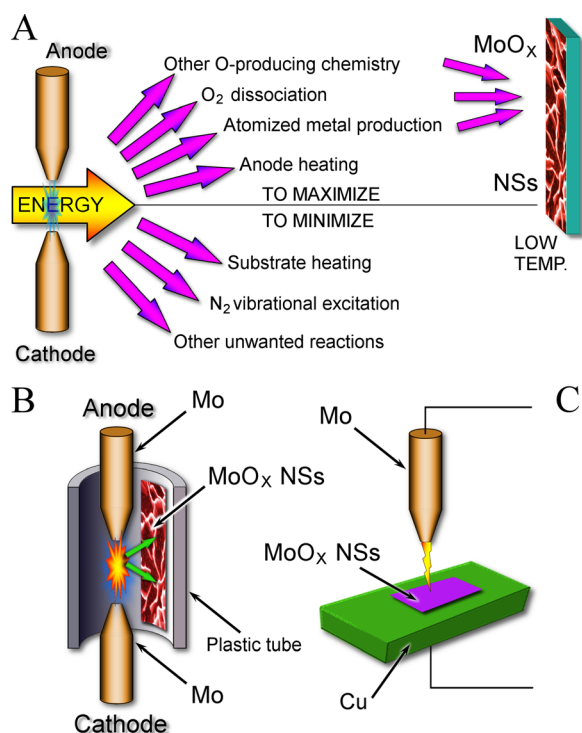 A
Anode
Other O-producing chemistry
O₂ dissociation
Atomized metal production
Anode heating
MoOₓ
ENERGY
TO MAXIMIZE
TO MINIMIZE
NSs
LOW
TEMP.
Substrate heating
N₂ vibrational excitation
Other unwanted reactions
Cathode
B
Anode
Mo
MoOₓ NSs
Plastic tube
Mo
Cathode
C
Mo
MoOₓ NSs
Cu